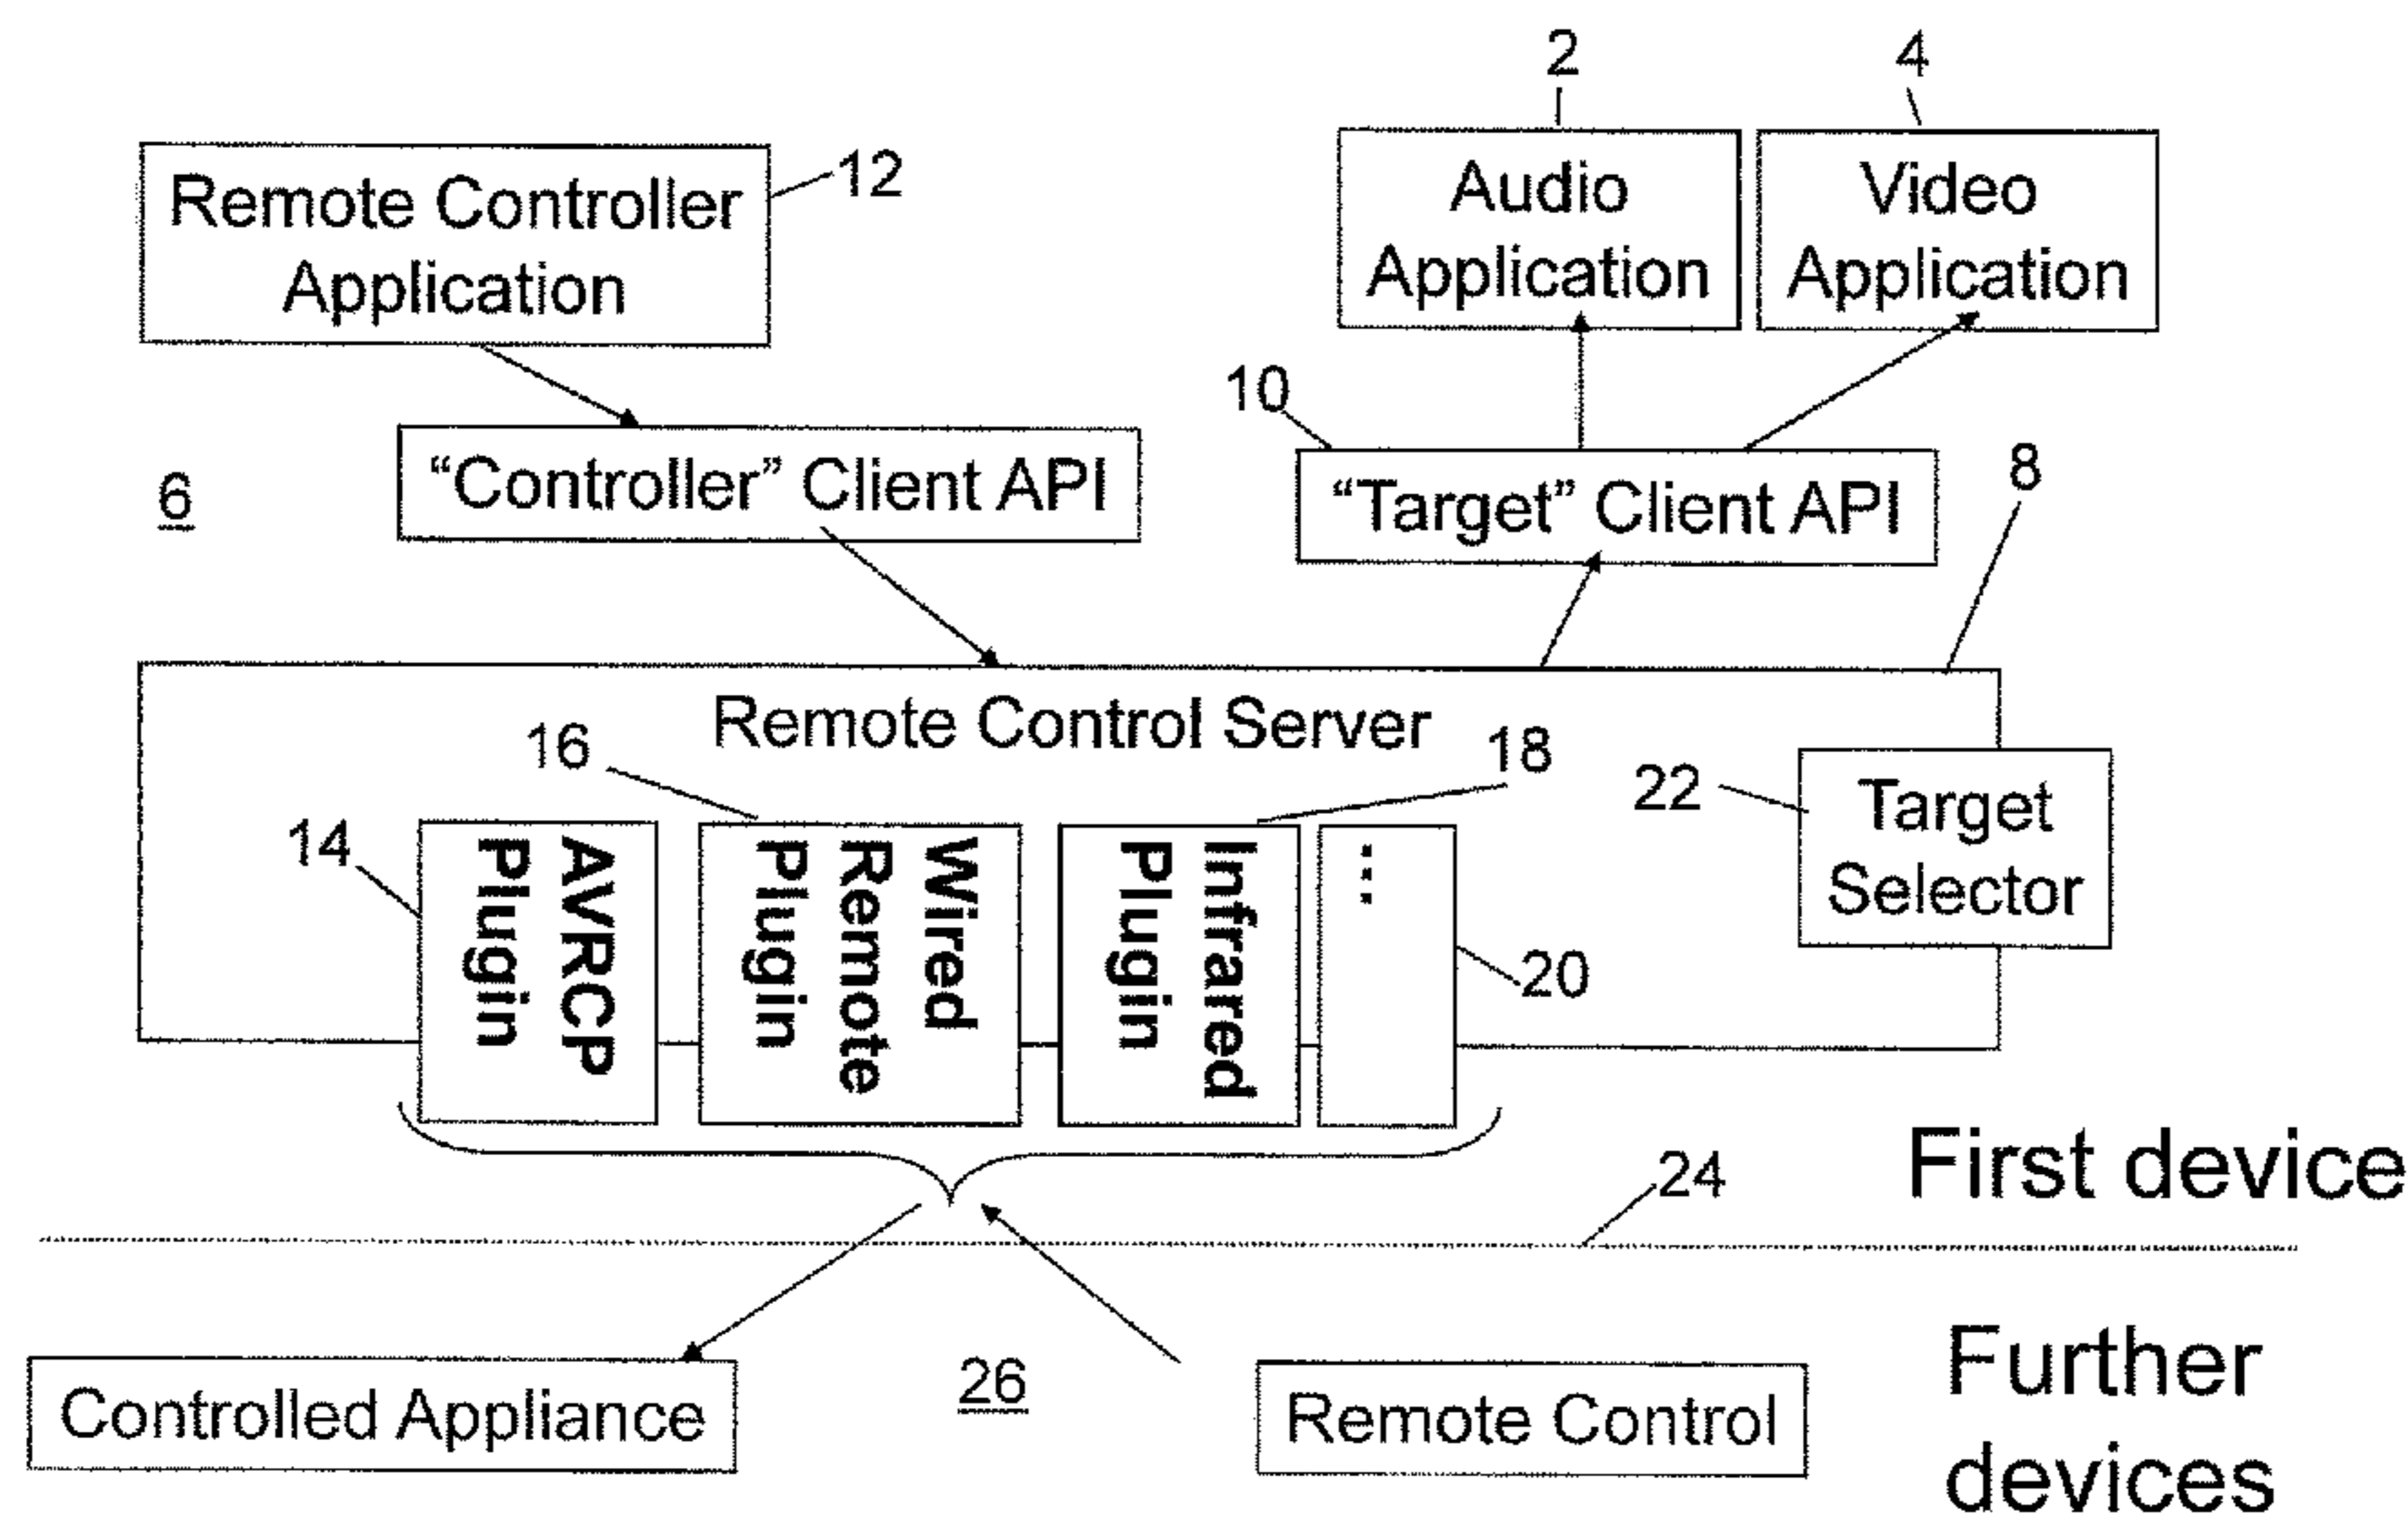 2
4
Remote Controller
Application
12
Audio
Application
Video
Application
10
"Target" Client API
"Controller" Client API
6
8
Remote Control Server
16
18
14
AVRCP
Plugin
Wired
Remote
Plugin
Infrared
Plugin
...
20
22
Target
Selector
First device
24
Further
devices
26
Controlled Appliance
Remote Control